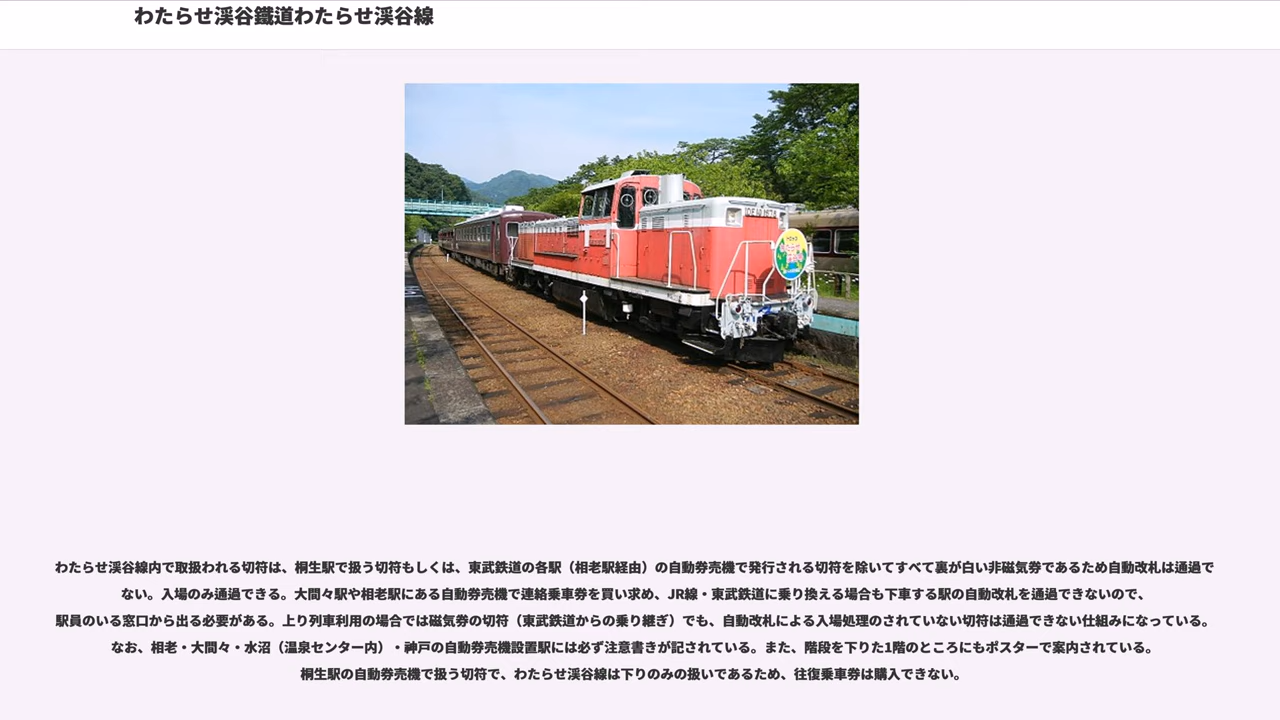 わたらせ渓谷鐵道わたらせ渓谷線
わたらせ渓谷線内で取扱われる切符は、桐生駅で扱う切符もしくは、東武鉄道の各駅（相老駅経由）の自動券売機で発行される切符を除いてすべて裏が白い非磁気券であるため自動改札は通過で
ない。入場のみ通過できる。大間々駅や相老駅にある自動券売機で連絡乗車券を買い求め、JR線・東武鉄道に乗り換える場合も下車する駅の自動改札を通過できないので、
駅員のいる窓口から出る必要がある。上り列車利用の場合では磁気券の切符（東武鉄道からの乗り継ぎ）でも、自動改札による入場処理のされていない切符は通過できない仕組みになっている。
なお、相老・大間々・水沼（温泉センター内）・神戸の自動券売機設置駅には必ず注意書きが記されている。また、階段を下りた1階のところにもポスターで案内されている。
桐生駅の自動券売機で扱う切符で、わたらせ渓谷線は下りのみの扱いであるため、往復乗車券は購入できない。